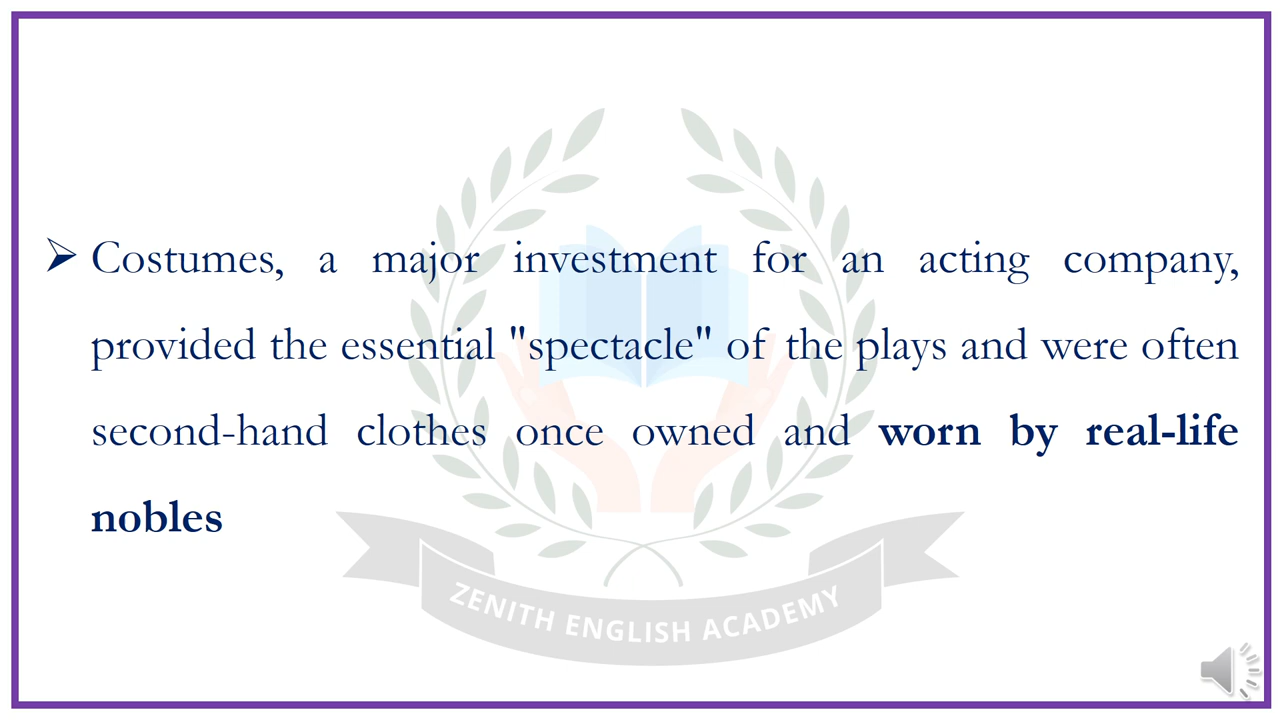 ➢ Costumes, a major investment for an acting company,
provided the essential "spectacle" of the plays and were often
second-hand clothes once owned and worn by real-life
nobles
ZENITH ENGLISH ACADEMY